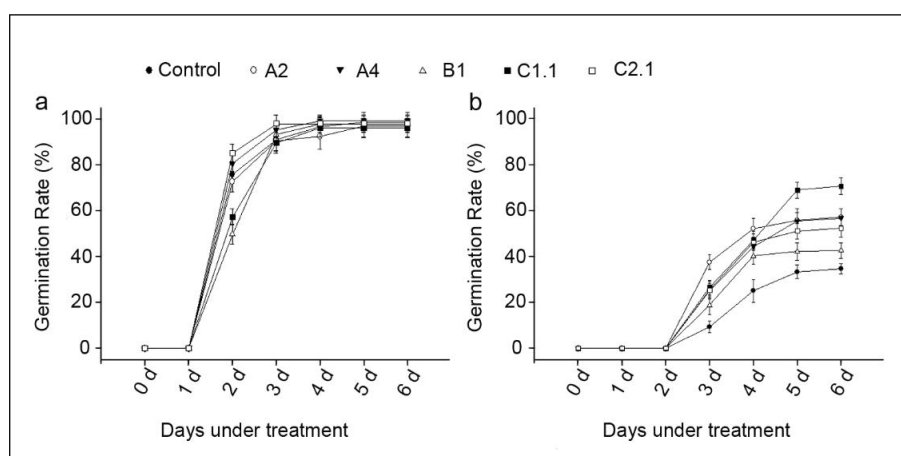 Control A2 A4 B1 C1.1 C2.1
a b
Germination Rate (%)
100
80
60
40
20
0
0 d 1 d 2 d 3 d 4 d 5 d 6 d
Days under treatment
Germination Rate (%)
100
80
60
40
20
0
0 d 1 d 2 d 3 d 4 d 5 d 6 d
Days under treatment